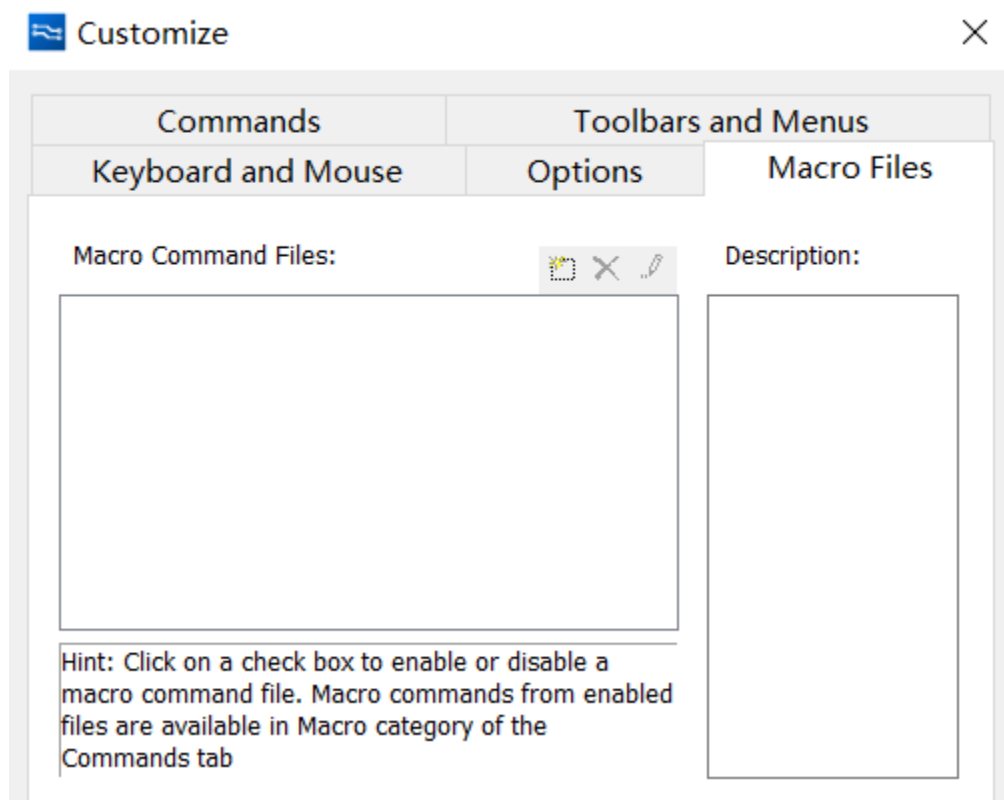 Customize
Commands
Toolbars and Menus
Keyboard and Mouse
Options
Macro Files
Macro Command Files:
Description:
Hint: Click on a check box to enable or disable a
macro command file. Macro commands from enabled
files are available in Macro category of the
Commands tab